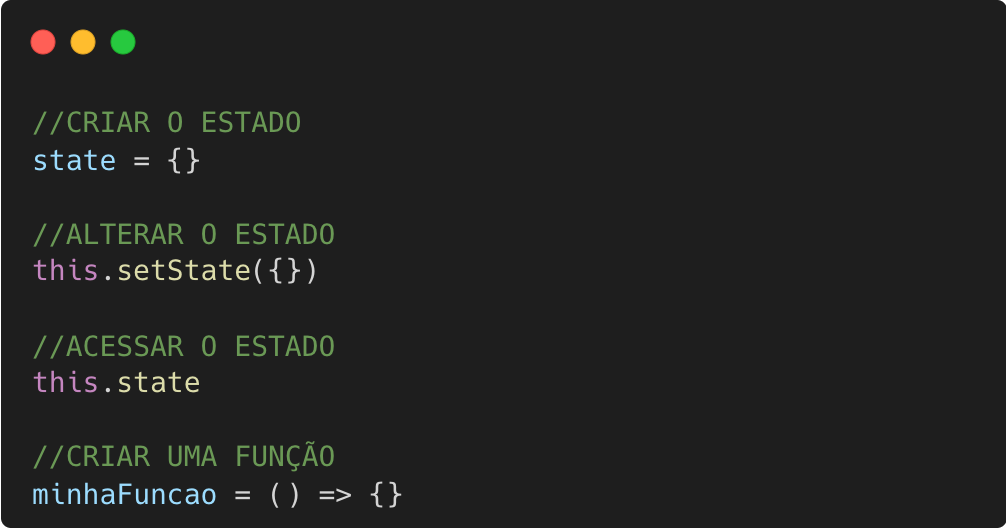 //CRIAR O ESTADO
state = {}
//ALTERAR O ESTADO
this.setState({})
//ACESSAR O ESTADO
this.state
//CRIAR UMA FUNÇÃO
minhaFuncao = () => {}